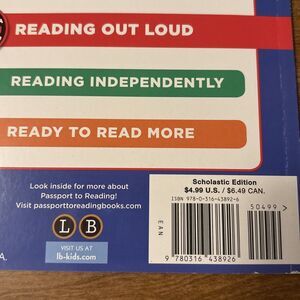 READING OUT LOUD
READING INDEPENDENTLY
READY TO READ MORE
Look inside for more about
Passport to Reading!
Visit passporttoreadingbooks.com
L B
VISIT US AT
lb-kids.com
A.
Scholastic Edition
$4.99 U.S. / $6.49 CAN.
ISBN 978-0-316-43892-6
50499>
EAN
9 780316 438926